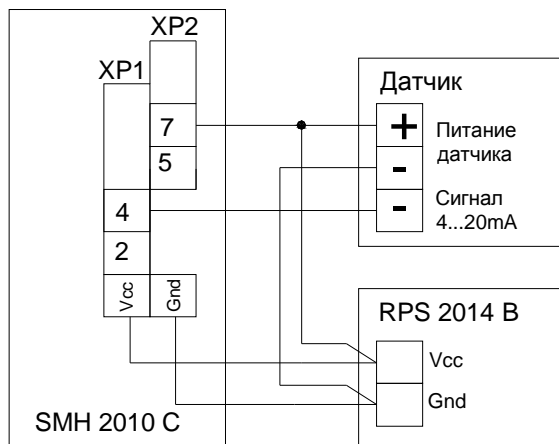 XP2
XP1
7
5
4
2
Vcc
Gnd
SMH 2010 C
Датчик
+
Питание
датчика
-
-
Сигнал
4...20mA
RPS 2014 B
Vcc
Gnd